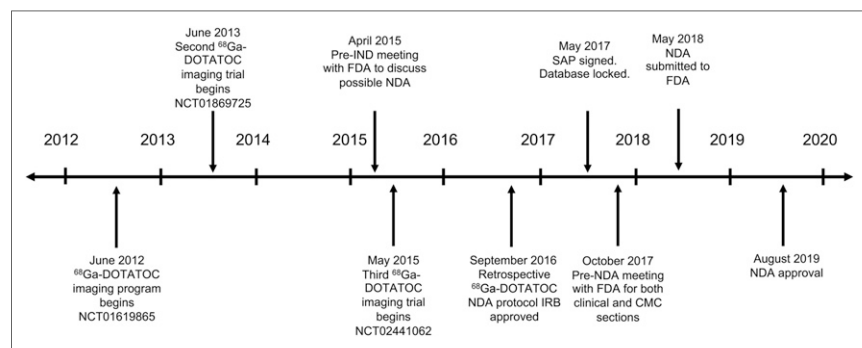 June 2013
Second ⁶⁸Ga-
DOTATOC
imaging trial
begins
NCT01869725
April 2015
Pre-IND meeting
with FDA to discuss
possible NDA
May 2017
SAP signed.
Database locked.
May 2018
NDA
submitted to
FDA
2012
2013
2014
2015
2016
2017
2018
2019
2020
June 2012
⁶⁸Ga-DOTATOC
imaging program
begins
NCT01619865
May 2015
Third ⁶⁸Ga-
DOTATOC
imaging trial
begins
NCT02441062
September 2016
Retrospective
⁶⁸Ga-DOTATOC
NDA protocol IRB
approved
October 2017
Pre-NDA meeting
with FDA for both
clinical and CMC
sections
August 2019
NDA approval